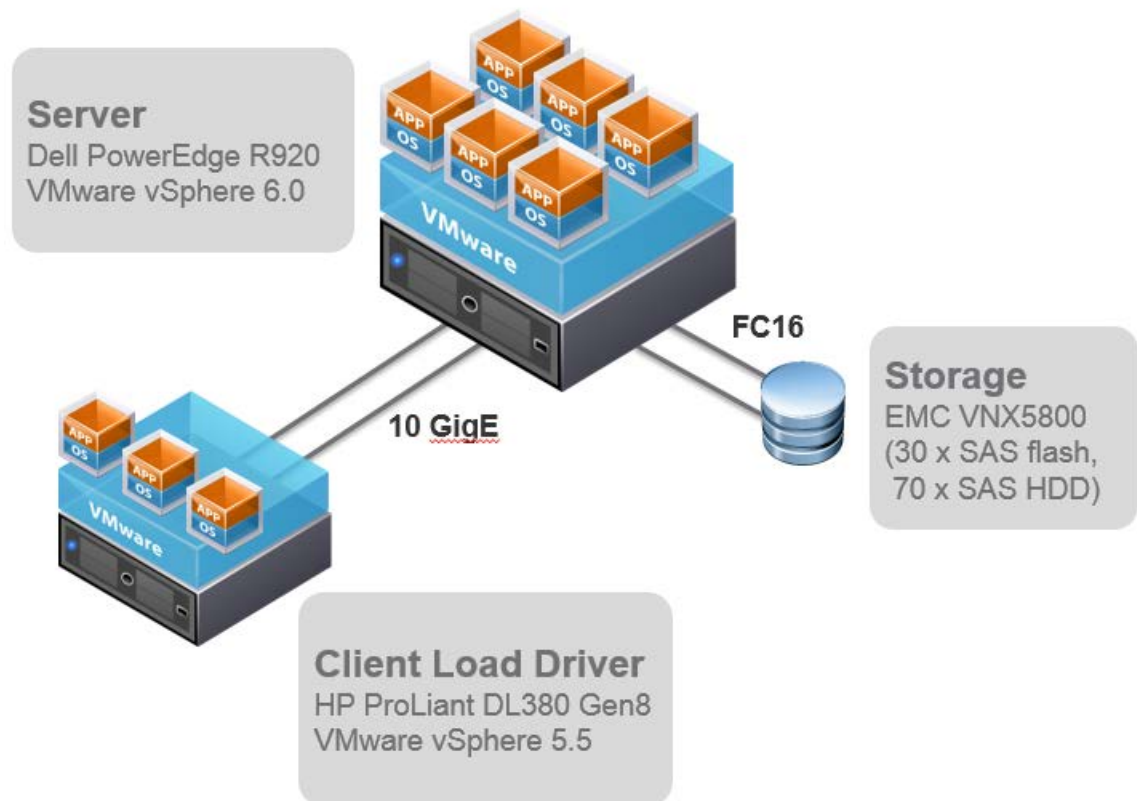 Server
Dell PowerEdge R920
VMware vSphere 6.0
APP
OS
APP
OS
APP
OS
APP
OS
APP
OS
APP
OS
VMware
FC16
Storage
EMC VNX5800
(30 x SAS flash,
70 x SAS HDD)
10 GigE
APP
OS
APP
OS
APP
OS
VMware
Client Load Driver
HP ProLiant DL380 Gen8
VMware vSphere 5.5